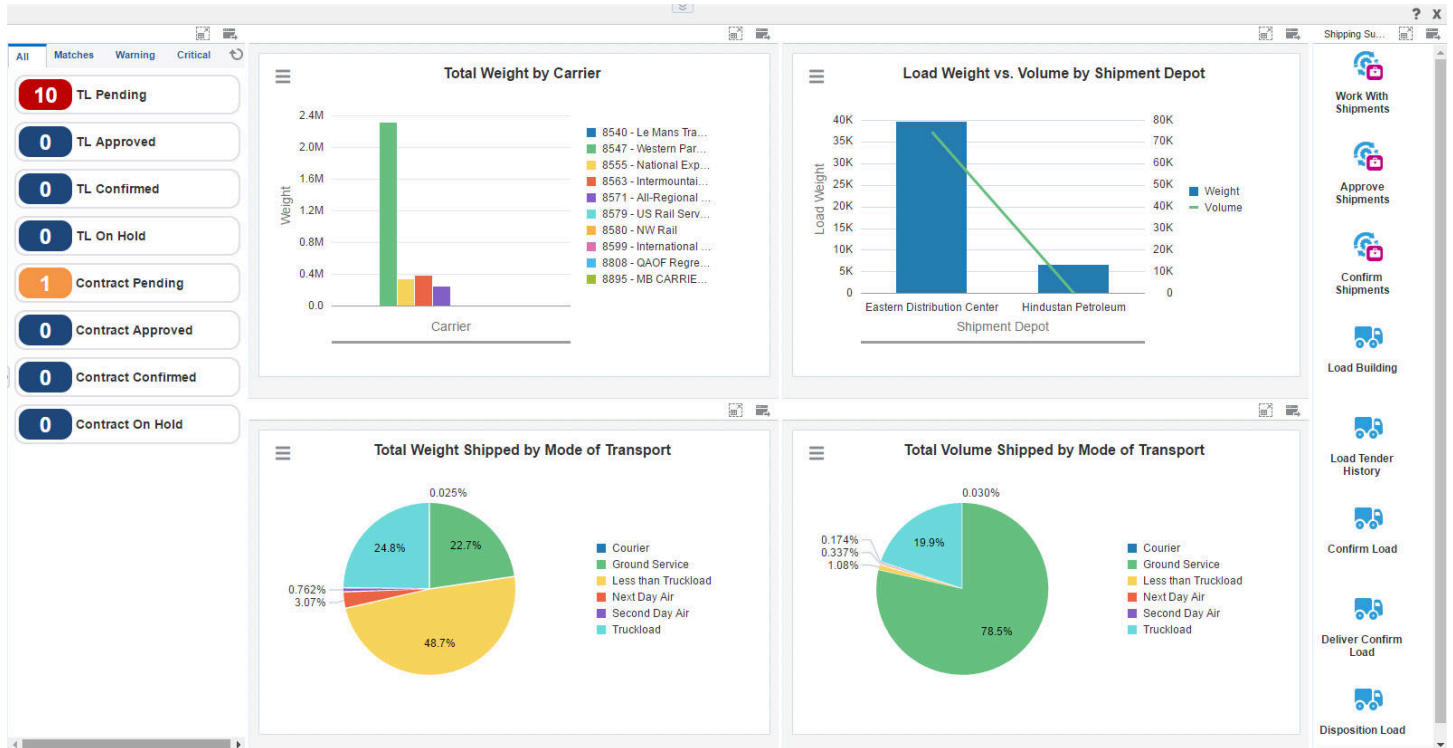 ? X
Shipping Su...
All Matches Warning Critical
10 TL Pending
0 TL Approved
0 TL Confirmed
0 TL On Hold
1 Contract Pending
0 Contract Approved
0 Contract Confirmed
0 Contract On Hold
Total Weight by Carrier
2.4M
2.0M
1.6M
1.2M
0.8M
0.4M
0.0
Weight
Carrier
8540 - Le Mans Tra...
8547 - Western Par...
8555 - National Exp...
8563 - Intermountai...
8571 - All-Regional ...
8579 - US Rail Serv...
8580 - NW Rail
8599 - International ...
8808 - QAOF Regre...
8895 - MB CARRIE...
Load Weight vs. Volume by Shipment Depot
40K
35K
30K
25K
20K
15K
10K
5K
0
Load Weight
80K
70K
60K
50K
40K
30K
20K
10K
0
Eastern Distribution Center Hindustan Petroleum
Shipment Depot
Weight
Volume
Total Weight Shipped by Mode of Transport
0.025%
24.8%
22.7%
0.762%
3.07%
48.7%
Courier
Ground Service
Less than Truckload
Next Day Air
Second Day Air
Truckload
Total Volume Shipped by Mode of Transport
0.030%
0.174%
0.337%
1.08%
19.9%
78.5%
Courier
Ground Service
Less than Truckload
Next Day Air
Second Day Air
Truckload
Work With
Shipments
Approve
Shipments
Confirm
Shipments
Load Building
Load Tender
History
Confirm Load
Deliver Confirm
Load
Disposition Load